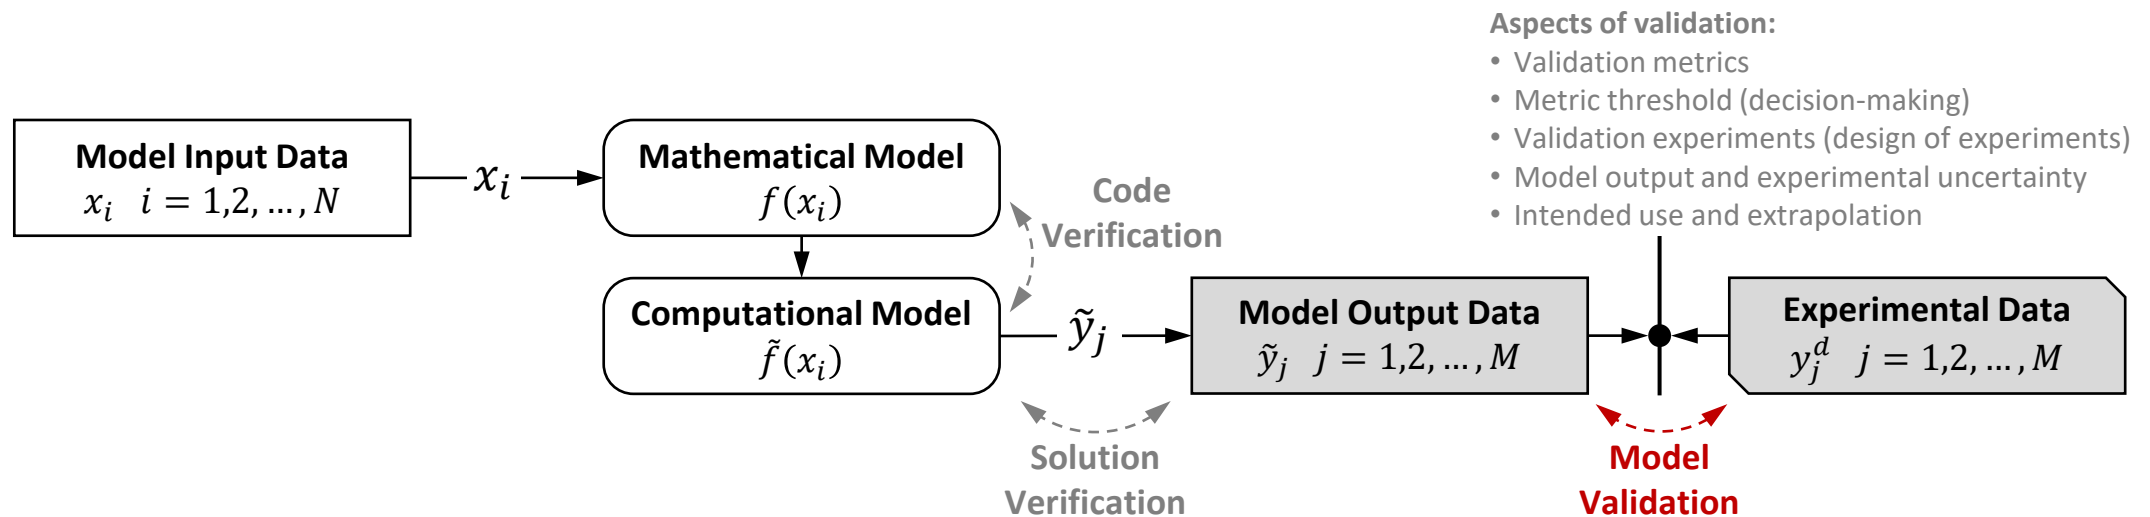 Aspects of validation:
• Validation metrics
• Metric threshold (decision-making)
• Validation experiments (design of experiments)
• Model output and experimental uncertainty
• Intended use and extrapolation
Model Input Data
x_i i = 1,2, …, N
x_i
Mathematical Model
f(x_i)
Code
Verification
Computational Model
f̃(x_i)
ỹ_j
Model Output Data
ỹ_j j = 1,2, …, M
Experimental Data
y_j^d j = 1,2, …, M
Solution
Verification
Model
Validation